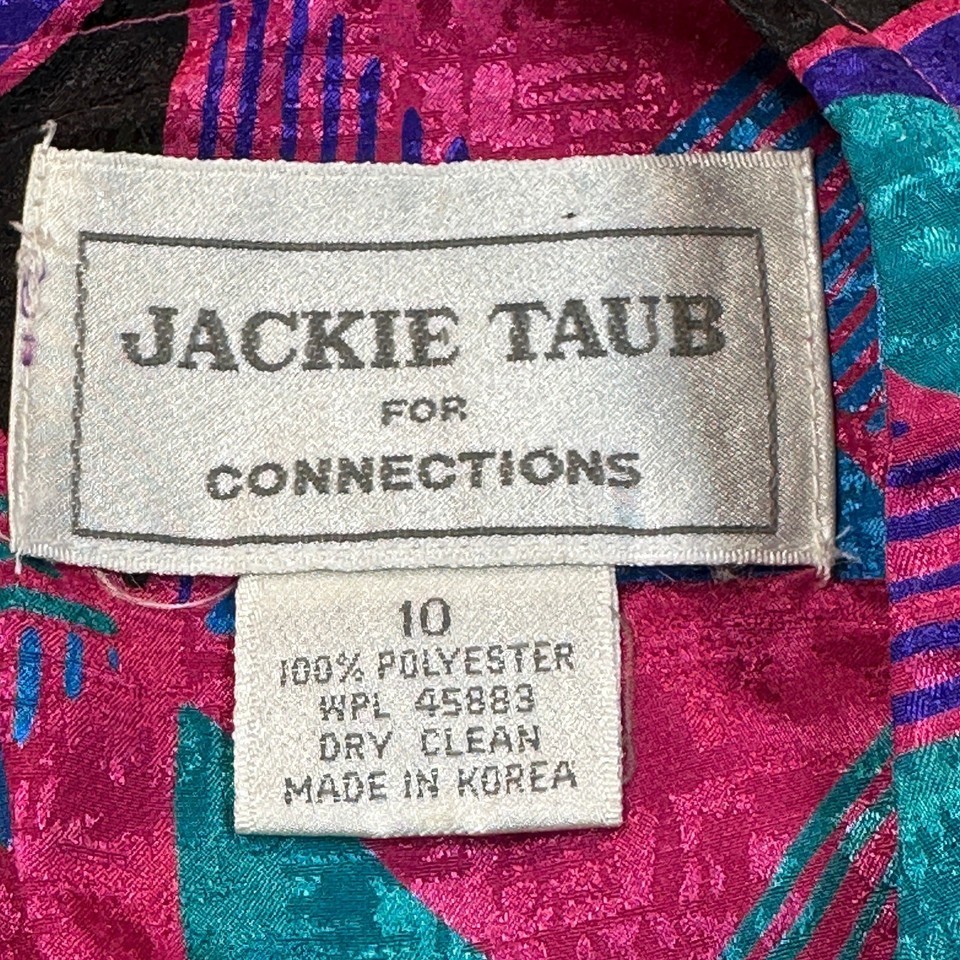 JACKIE TAUB
FOR
CONNECTIONS
10
100% POLYESTER
WPL 45883
DRY CLEAN
MADE IN KOREA